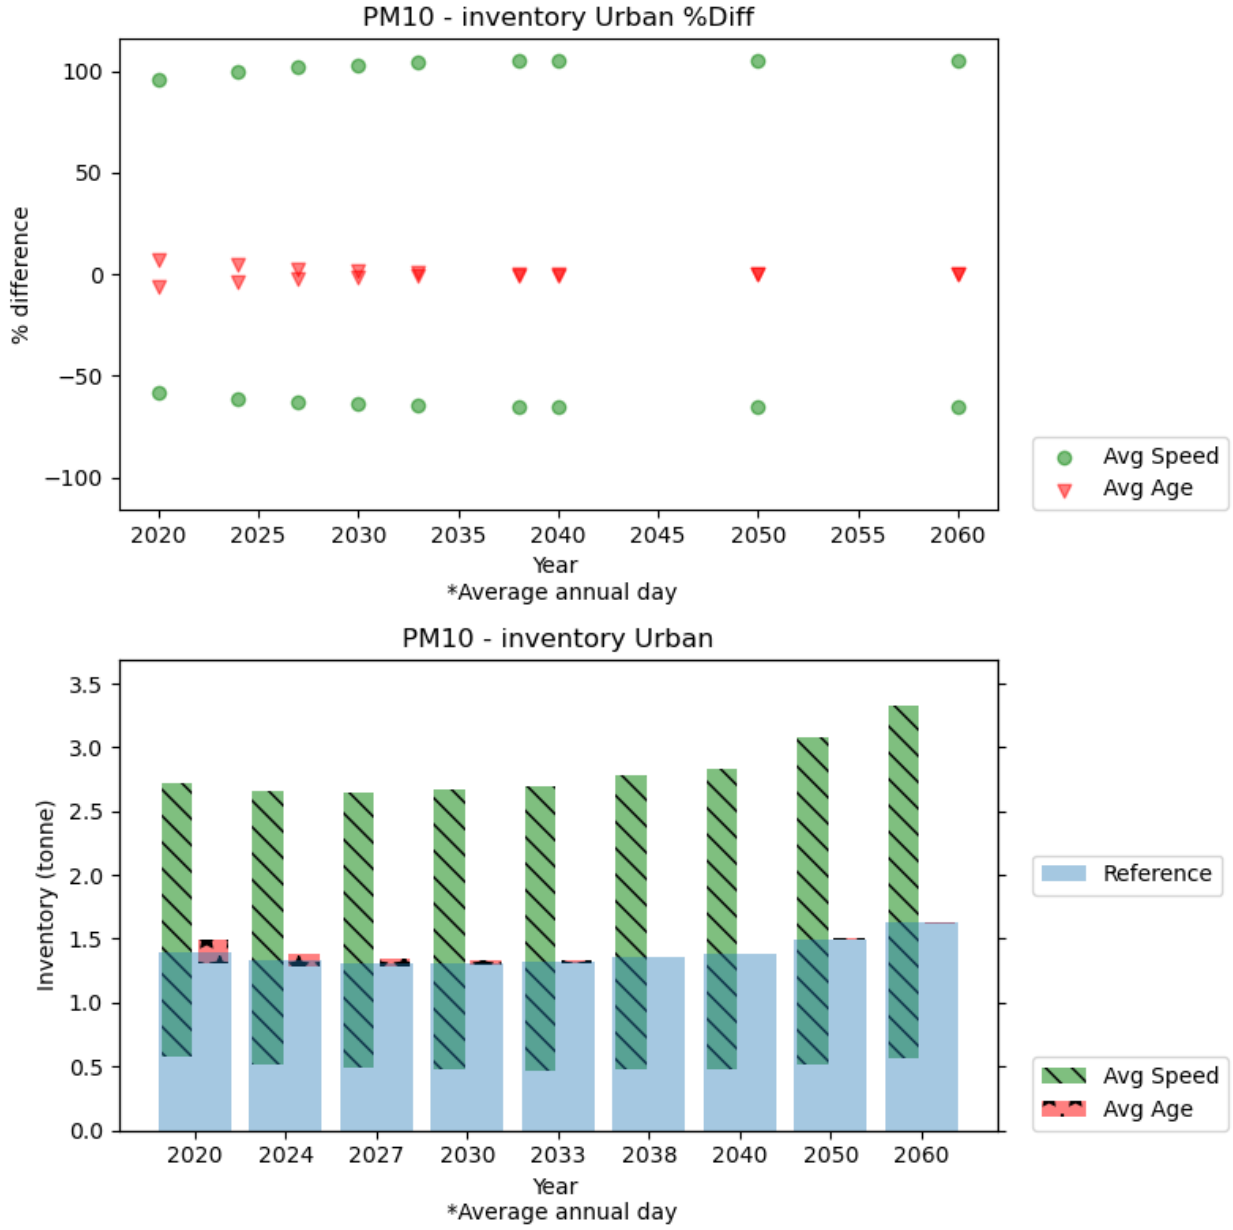 PM10 - inventory Urban %Diff
100
50
0
−50
−100
% difference
2020 2025 2030 2035 2040 2045 2050 2055 2060
Year
*Average annual day
Avg Speed
Avg Age
PM10 - inventory Urban
3.5
3.0
2.5
2.0
1.5
1.0
0.5
0.0
Inventory (tonne)
2020 2024 2027 2030 2033 2038 2040 2050 2060
Year
*Average annual day
Reference
Avg Speed
Avg Age